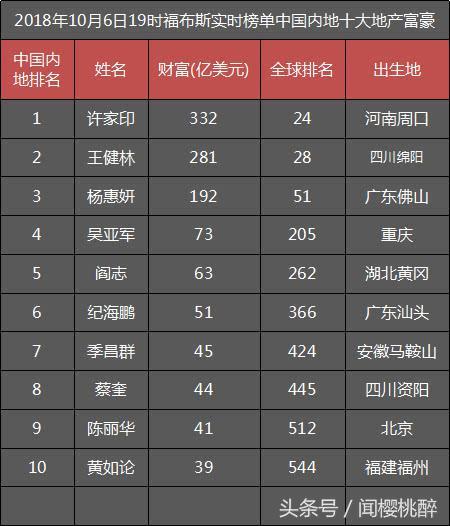 2018年10月6日19时福布斯实时榜单中国内地十大地产富豪
中国内地排名 姓名 财富(亿美元) 全球排名 出生地
1 许家印 332 24 河南周口
2 王健林 281 28 四川绵阳
3 杨惠妍 192 51 广东佛山
4 吴亚军 73 205 重庆
5 阎志 63 262 湖北黄冈
6 纪海鹏 51 366 广东汕头
7 季昌群 45 424 安徽马鞍山
8 蔡奎 44 445 四川资阳
9 陈丽华 41 512 北京
10 黄如论 39 544 福建福州
头条号 / 闻樱桃醉